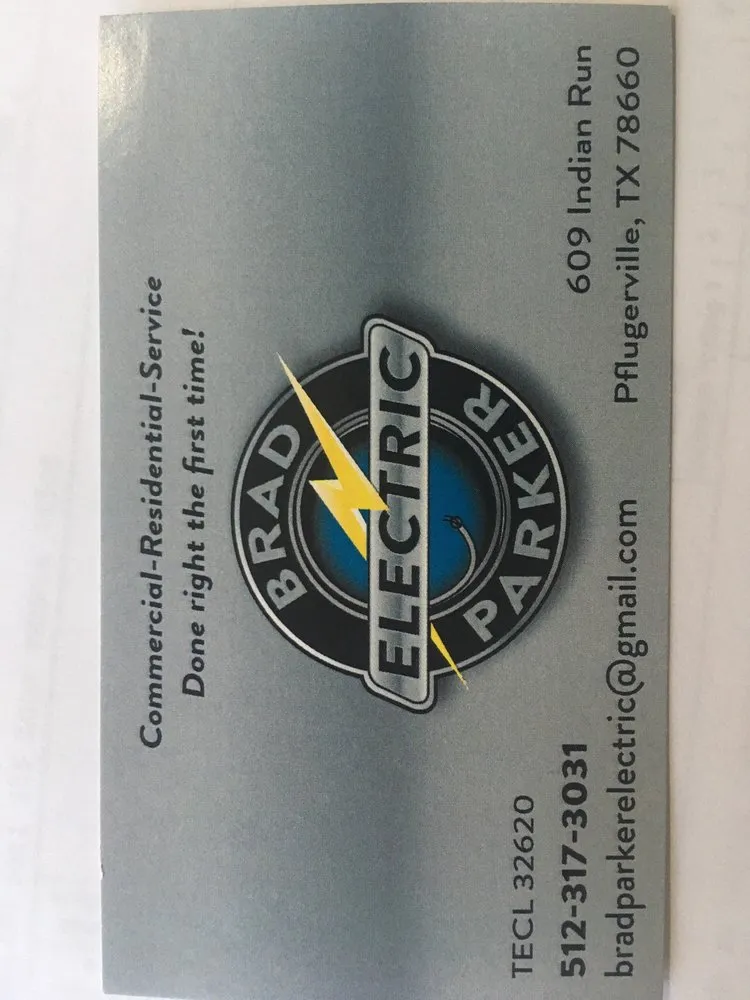 Commercial-Residential-Service
Done right the first time!
BRAD
ELECTRIC
PARKER
TECL 32620
512-317-3031
bradparkerelectric@gmail.com
609 Indian Run
Pflugerville, TX 78660